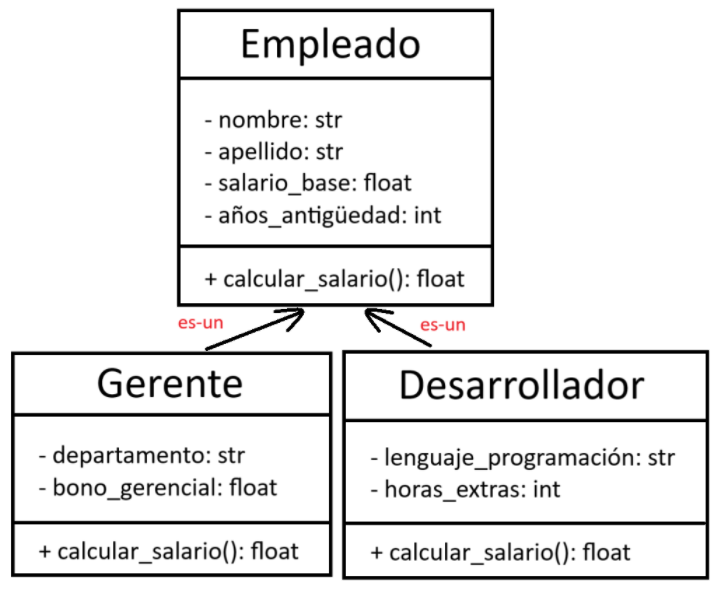 Empleado
- nombre: str
- apellido: str
- salario_base: float
- años_antigüedad: int
+ calcular_salario(): float
es-un
es-un
Gerente
- departamento: str
- bono_gerencial: float
+ calcular_salario(): float
Desarrollador
- lenguaje_programación: str
- horas_extras: int
+ calcular_salario(): float